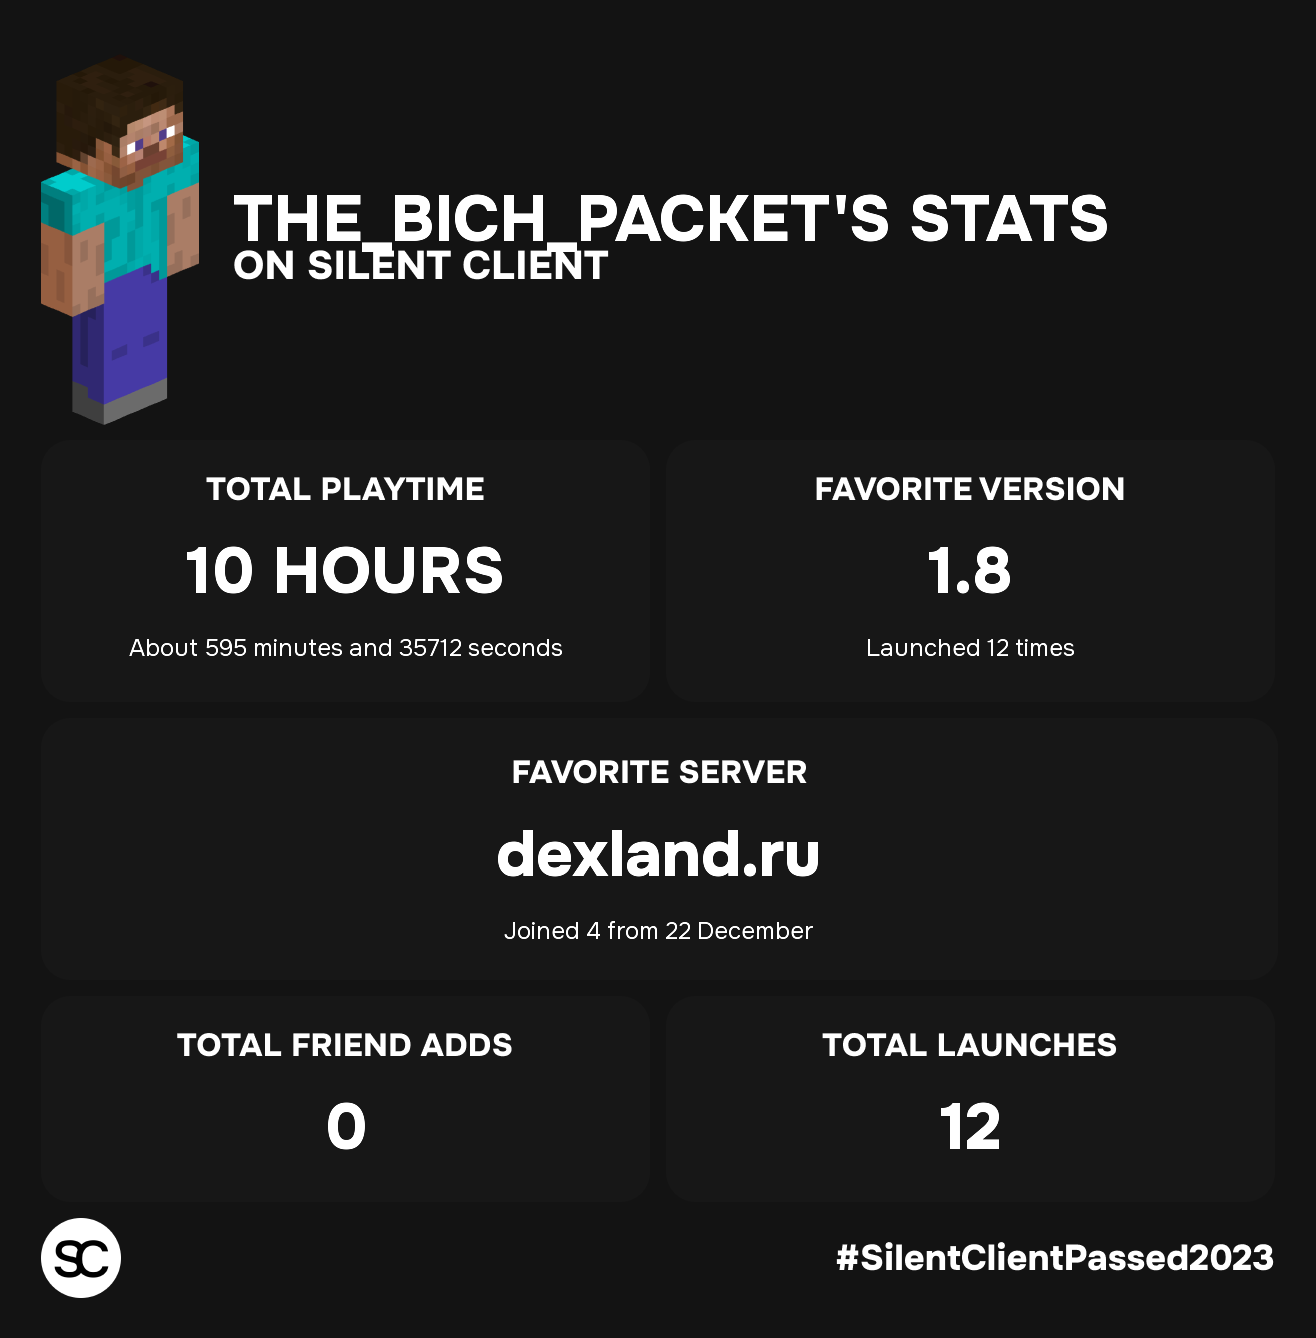 THE_BICH_PACKET'S STATS
ON SILENT CLIENT
TOTAL PLAYTIME
10 HOURS
About 595 minutes and 35712 seconds
FAVORITE VERSION
1.8
Launched 12 times
FAVORITE SERVER
dexland.ru
Joined 4 from 22 December
TOTAL FRIEND ADDS
0
TOTAL LAUNCHES
12
SC
#SilentClientPassed2023